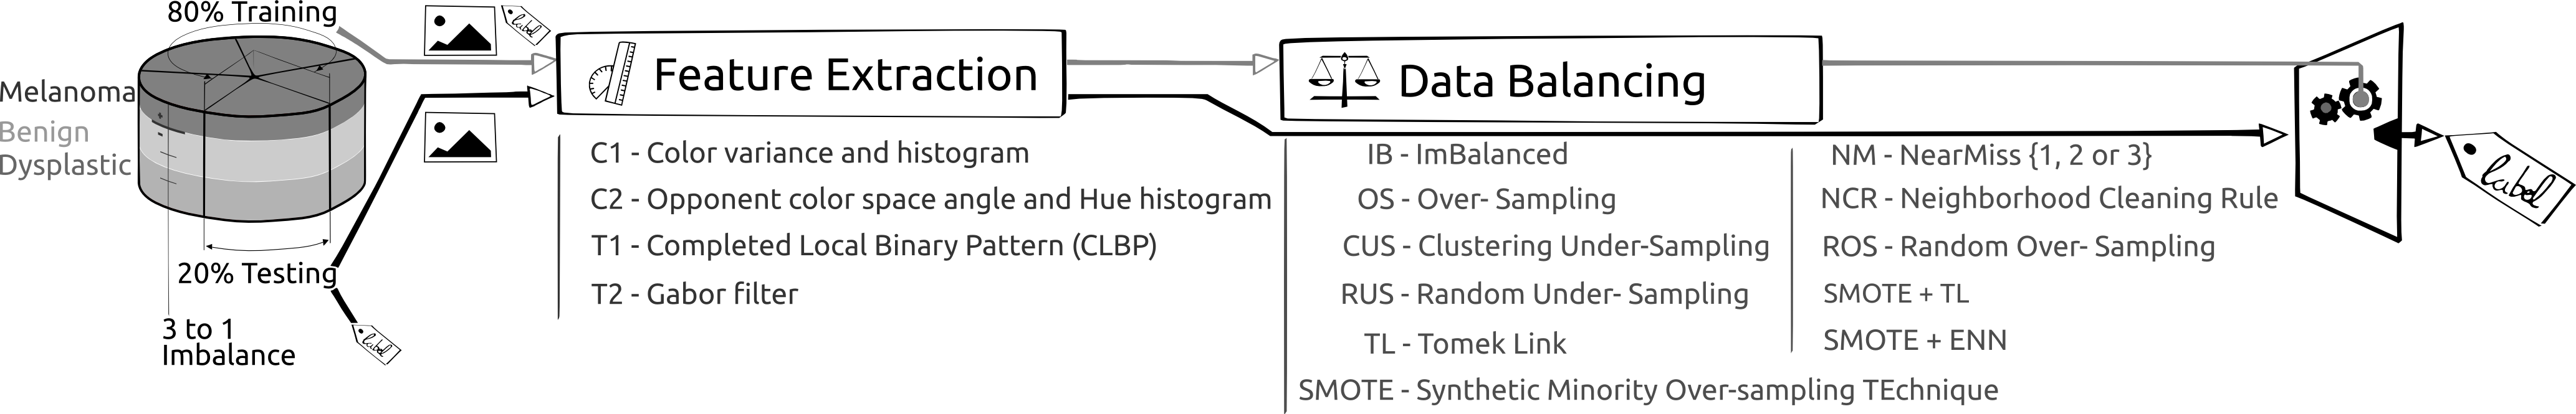 80% Training
Melanoma
Benign
Dysplastic
+
-
20% Testing
3 to 1
Imbalance
label
label
Feature Extraction
C1 - Color variance and histogram
C2 - Opponent color space angle and Hue histogram
T1 - Completed Local Binary Pattern (CLBP)
T2 - Gabor filter
Data Balancing
IB - ImBalanced
OS - Over- Sampling
CUS - Clustering Under-Sampling
RUS - Random Under- Sampling
TL - Tomek Link
SMOTE - Synthetic Minority Over-sampling TEchnique
NM - NearMiss {1, 2 or 3}
NCR - Neighborhood Cleaning Rule
ROS - Random Over- Sampling
SMOTE + TL
SMOTE + ENN
label